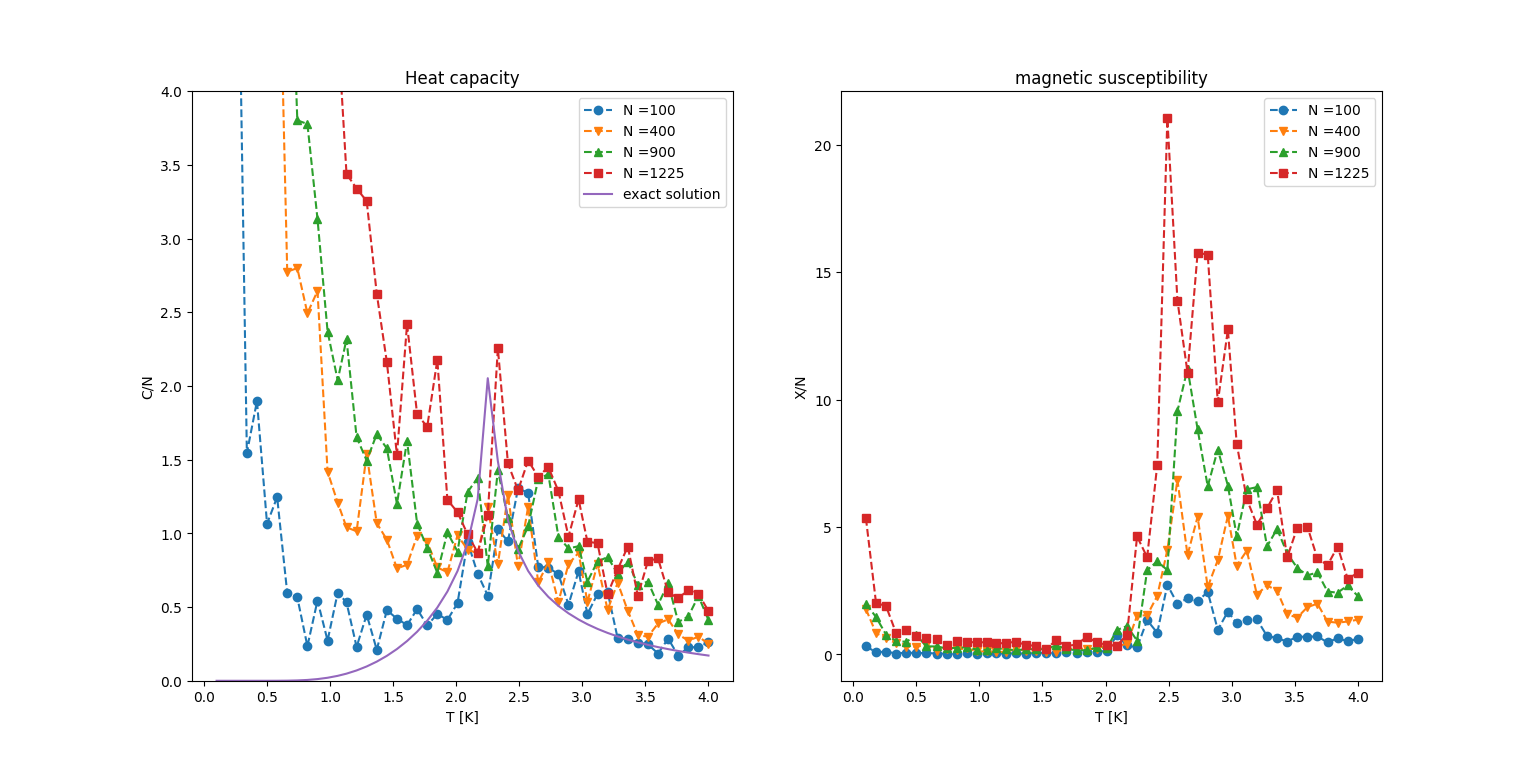 Heat capacity
4.0
3.5
3.0
2.5
2.0
1.5
1.0
0.5
0.0
C/N
N =100
N =400
N =900
N =1225
exact solution
0.0 0.5 1.0 1.5 2.0 2.5 3.0 3.5 4.0
T [K]
magnetic susceptibility
20
15
10
5
0
X/N
N =100
N =400
N =900
N =1225
0.0 0.5 1.0 1.5 2.0 2.5 3.0 3.5 4.0
T [K]